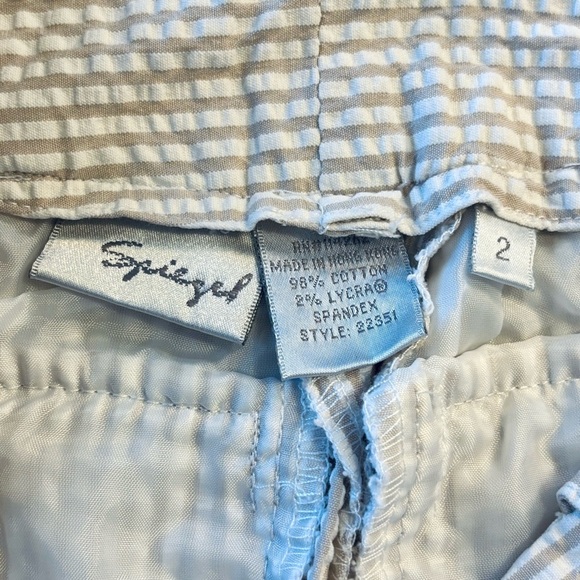 Spiegel
MADE IN HONG KONG
98% COTTON
2% LYCRA®
SPANDEX
STYLE: 22351
2